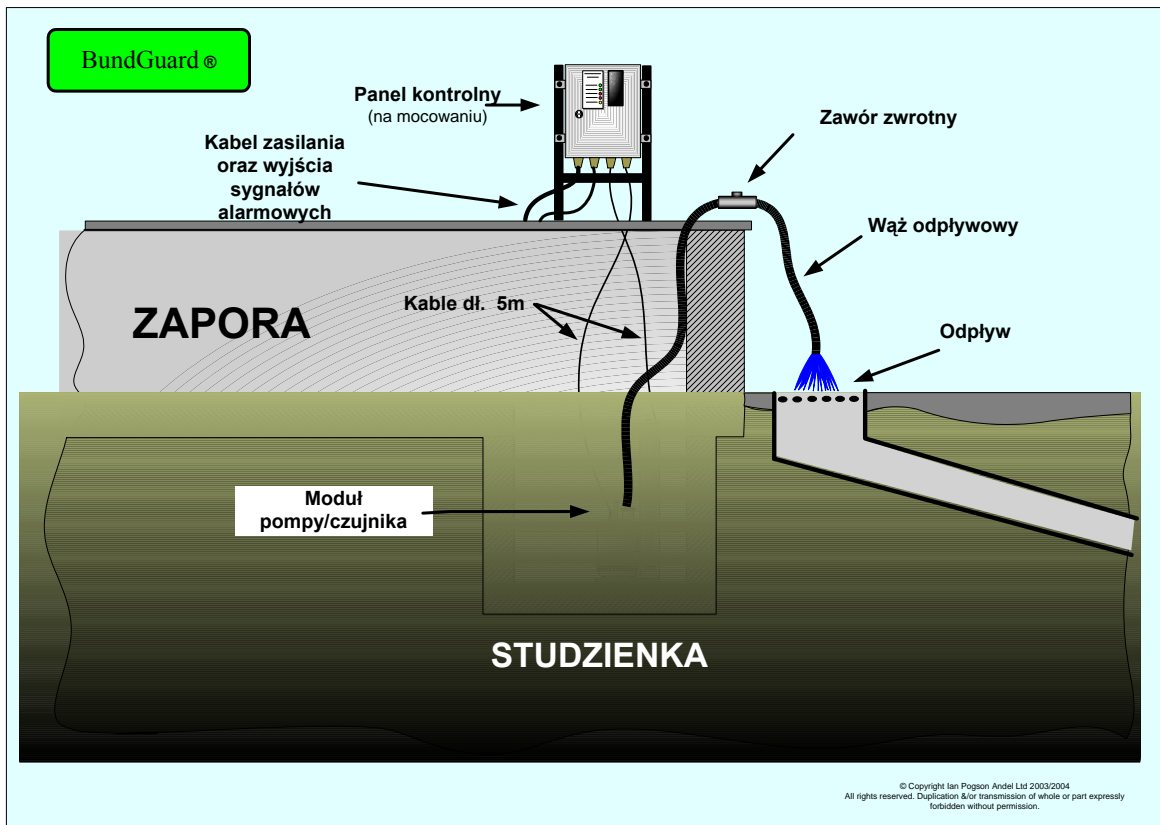 BundGuard ®
Panel kontrolny
(na mocowaniu)
Zawór zwrotny
Kabel zasilania
oraz wyjścia
sygnałów
alarmowych
Wąż odpływowy
Kable dł. 5m
ZAPORA
Odpływ
Moduł
pompy/czujnika
STUDZIENKA
© Copyright Ian Pogson Andel Ltd 2003/2004
All rights reserved. Duplication &/or transmission of whole or part expressly
forbidden without permission.